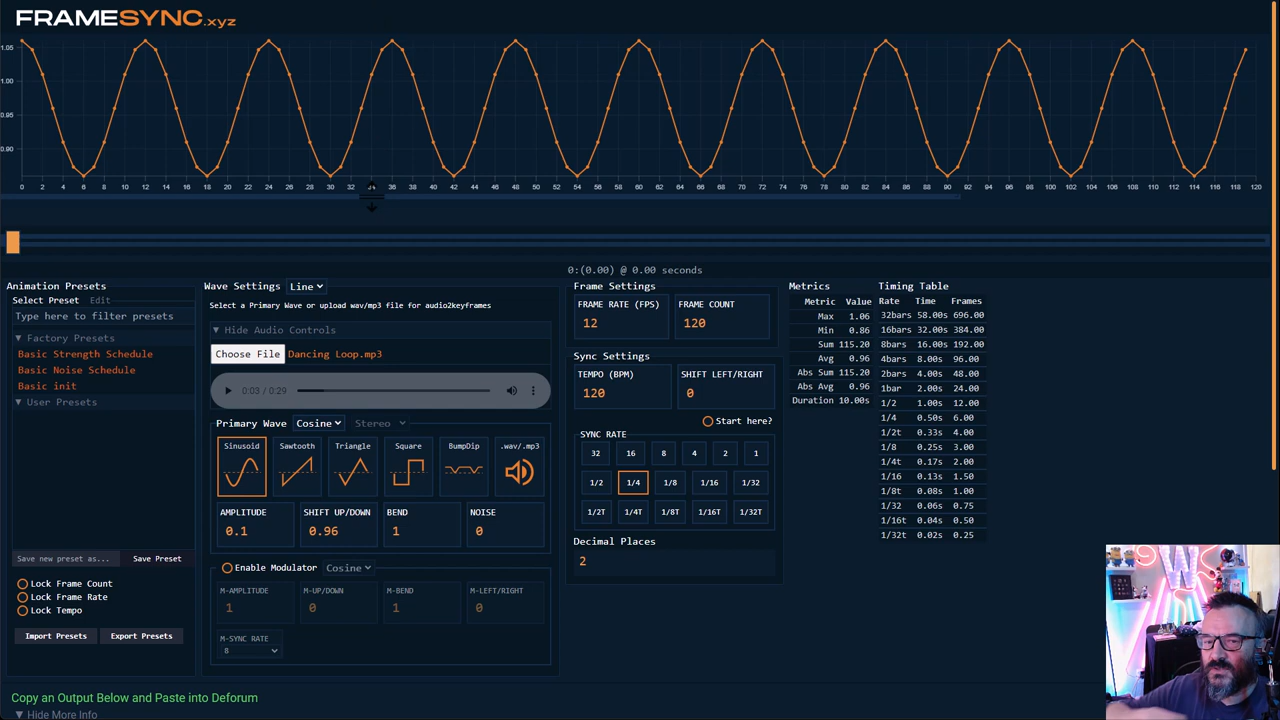 FRAMESYNC.xyz
1.05
1.00
0.95
0.90
0 2 4 6 8 10 12 14 16 18 20 22 24 26 28 30 32 34 36 38 40 42 44 46 48 50 52 54 56 58 60 62 64 66 68 70 72 74 76 78 80 82 84 86 88 90 92 94 96 98 100 102 104 106 108 110 112 114 116 118 120
0:(0.00) @ 0.00 seconds
Animation Presets
Select Preset Edit
Type here to filter presets
▼ Factory Presets
Basic Strength Schedule
Basic Noise Schedule
Basic init
▼ User Presets
Save new preset as... Save Preset
Lock Frame Count
Lock Frame Rate
Lock Tempo
Import Presets Export Presets
Wave Settings Line
Select a Primary Wave or upload wav/mp3 file for audio2keyframes
▼ Hide Audio Controls
Choose File Dancing Loop.mp3
0:03 / 0:29
Primary Wave Cosine Stereo
Sinusoid Sawtooth Triangle Square BumpDip .wav/.mp3
AMPLITUDE SHIFT UP/DOWN BEND NOISE
0.1 0.96 1 0
Enable Modulator Cosine
M-AMPLITUDE M-UP/DOWN M-BEND M-LEFT/RIGHT
1 0 1 0
M-SYNC RATE
8
Frame Settings
FRAME RATE (FPS) FRAME COUNT
12 120
Sync Settings
TEMPO (BPM) SHIFT LEFT/RIGHT
120 0
Start here?
SYNC RATE
32 16 8 4 2 1
1/2 1/4 1/8 1/16 1/32
1/2T 1/4T 1/8T 1/16T 1/32T
Decimal Places
2
Metrics
Metric Value
Max 1.06
Min 0.86
Sum 115.20
Avg 0.96
Abs Sum 115.20
Abs Avg 0.96
Duration 10.00s
Timing Table
Rate Time Frames
32bars 58.00s 696.00
16bars 32.00s 384.00
8bars 16.00s 192.00
4bars 8.00s 96.00
2bars 4.00s 48.00
1bar 2.00s 24.00
1/2 1.00s 12.00
1/4 0.50s 6.00
1/2t 0.33s 4.00
1/8 0.25s 3.00
1/4t 0.17s 2.00
1/16 0.13s 1.50
1/8t 0.08s 1.00
1/32 0.06s 0.75
1/16t 0.04s 0.50
1/32t 0.02s 0.25
Copy an Output Below and Paste into Deforum
▼ Hide More Info